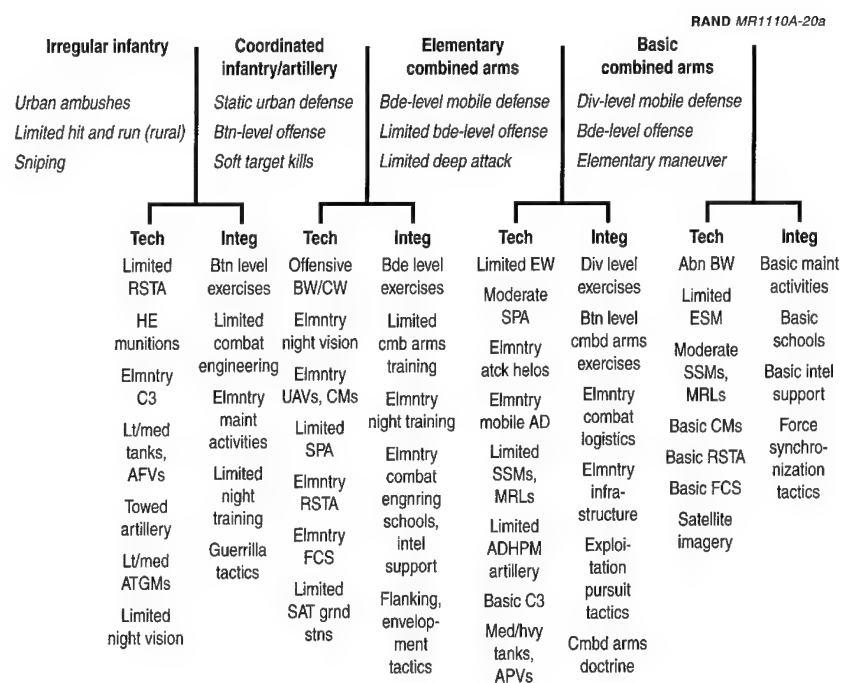 RAND MR1110A-20a
Irregular infantry
Urban ambushes
Limited hit and run (rural)
Sniping
Coordinated
infantry/artillery
Static urban defense
Btn-level offense
Soft target kills
Elementary
combined arms
Bde-level mobile defense
Limited bde-level offense
Limited deep attack
Basic
combined arms
Div-level mobile defense
Bde-level offense
Elementary maneuver
Tech
Limited
RSTA
HE
munitions
Elmntry
C3
Lt/med
tanks,
AFVs
Towed
artillery
Lt/med
ATGMs
Limited
night vision
Integ
Btn level
exercises
Limited
combat
engineering
Elmntry
maint
activities
Limited
night
training
Guerrilla
tactics
Tech
Offensive
BW/CW
Elmntry
night vision
Elmntry
UAVs, CMs
Limited
SPA
Elmntry
RSTA
Elmntry
FCS
Limited
SAT grnd
stns
Integ
Bde level
exercises
Limited
cmb arms
training
Elmntry
night training
Elmntry
combat
engnring
schools,
intel
support
Flanking,
envelop-
ment
tactics
Tech
Limited EW
Moderate
SPA
Elmntry
atck helos
Elmntry
mobile AD
Limited
SSMs,
MRLs
Limited
ADHPM
artillery
Basic C3
Med/hvy
tanks,
APVs
Integ
Div level
exercises
Btn level
cmbd arms
exercises
Elmntry
combat
logistics
Elmntry
infra-
structure
Exploi-
tation
pursuit
tactics
Cmbd arms
doctrine
Tech
Abn BW
Limited
ESM
Moderate
SSMs,
MRLs
Basic CMs
Basic RSTA
Basic FCS
Satellite
imagery
Integ
Basic maint
activities
Basic
schools
Basic intel
support
Force
synchro-
nization
tactics